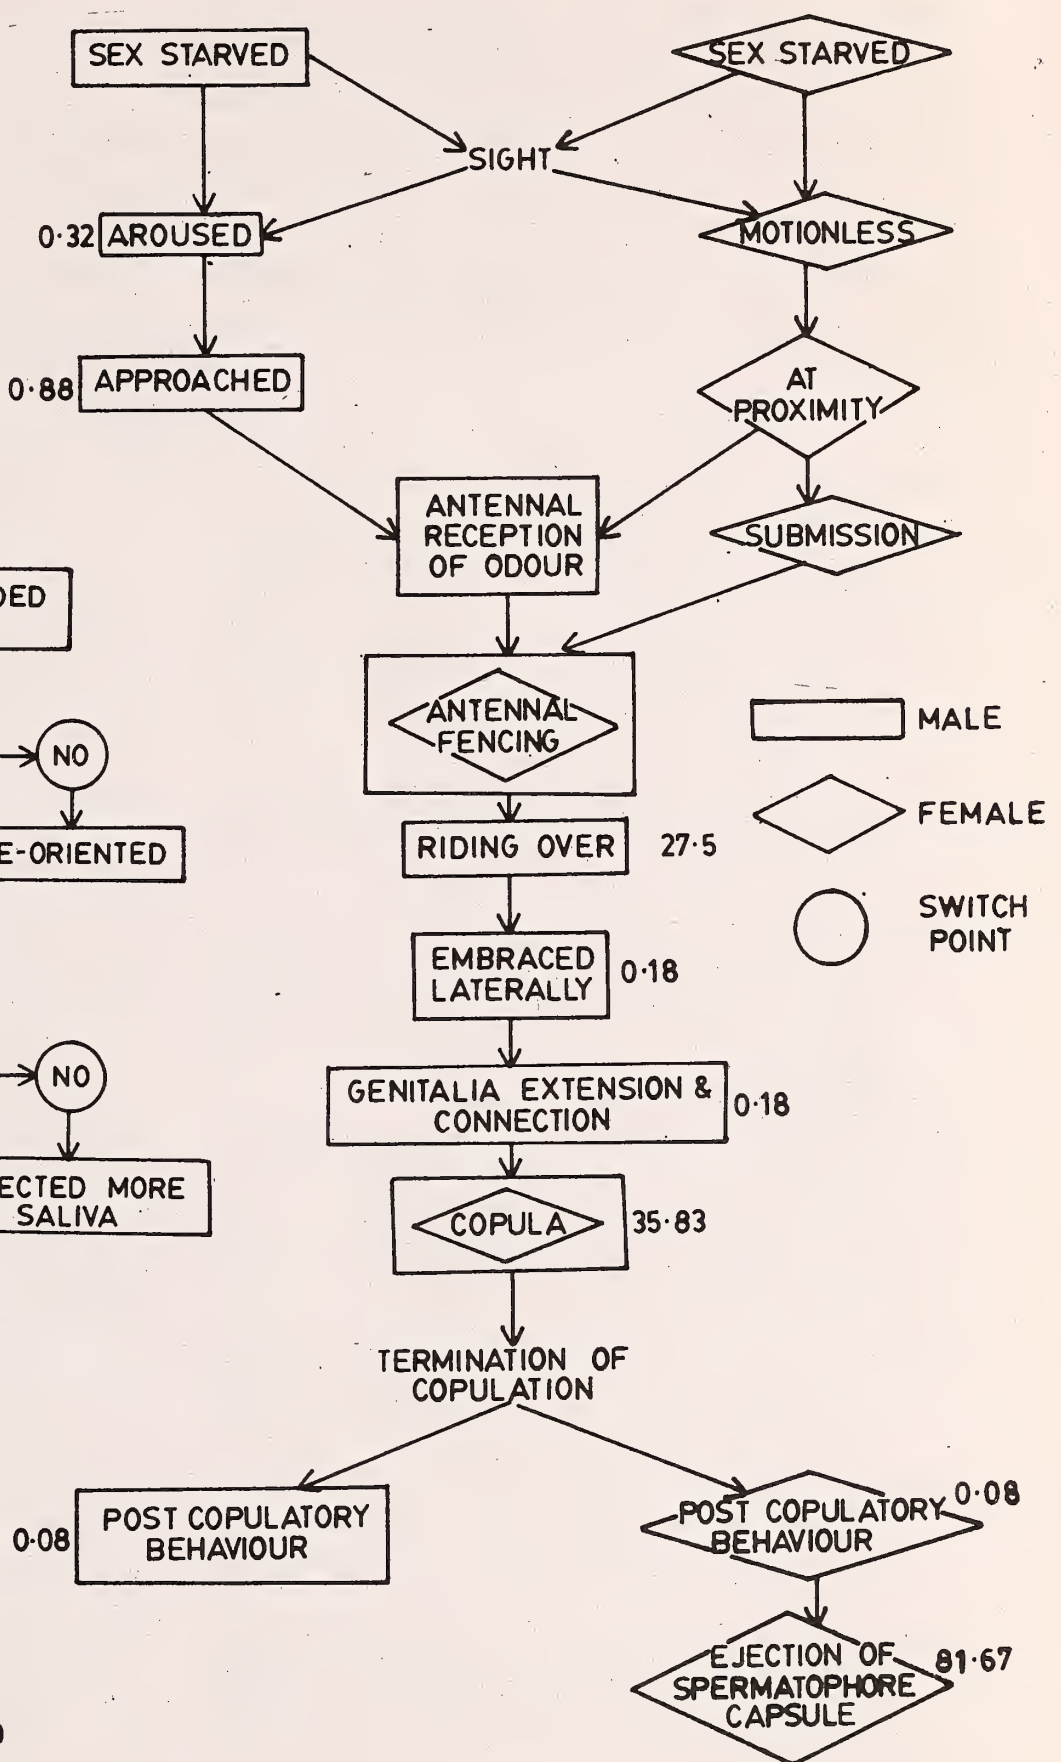 SEX STARVED
SEX STARVED
SIGHT
0·32 AROUSED
MOTIONLESS
0·88 APPROACHED
AT
PROXIMITY
ANTENNAL
RECEPTION
OF ODOUR
SUBMISSION
DED
ANTENNAL
FENCING
MALE
NO
FEMALE
E-ORIENTED
RIDING OVER 27·5
SWITCH
POINT
EMBRACED
LATERALLY
0·18
NO
GENITALIA EXTENSION &
CONNECTION
0·18
ECTED MORE
SALIVA
COPULA 35·83
TERMINATION OF
COPULATION
0·08
POST COPULATORY
BEHAVIOUR
POST COPULATORY
BEHAVIOUR
0·08
EJECTION OF
SPERMATOPHORE
CAPSULE
81·67